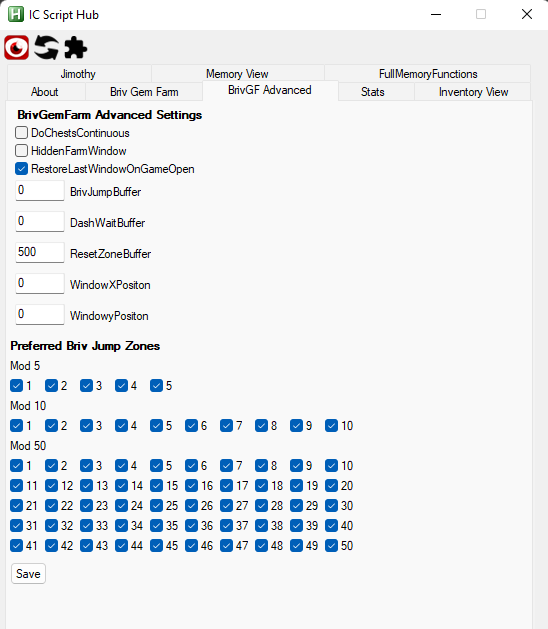 IC Script Hub
Jimothy Memory View FullMemoryFunctions
About Briv Gem Farm BrivGF Advanced Stats Inventory View
BrivGemFarm Advanced Settings
DoChestsContinuous
HiddenFarmWindow
RestoreLastWindowOnGameOpen
0 BrivJumpBuffer
0 DashWaitBuffer
500 ResetZoneBuffer
0 WindowXPositon
0 WindowyPositon
Preferred Briv Jump Zones
Mod 5
1 2 3 4 5
Mod 10
1 2 3 4 5 6 7 8 9 10
Mod 50
1 2 3 4 5 6 7 8 9 10
11 12 13 14 15 16 17 18 19 20
21 22 23 24 25 26 27 28 29 30
31 32 33 34 35 36 37 38 39 40
41 42 43 44 45 46 47 48 49 50
Save